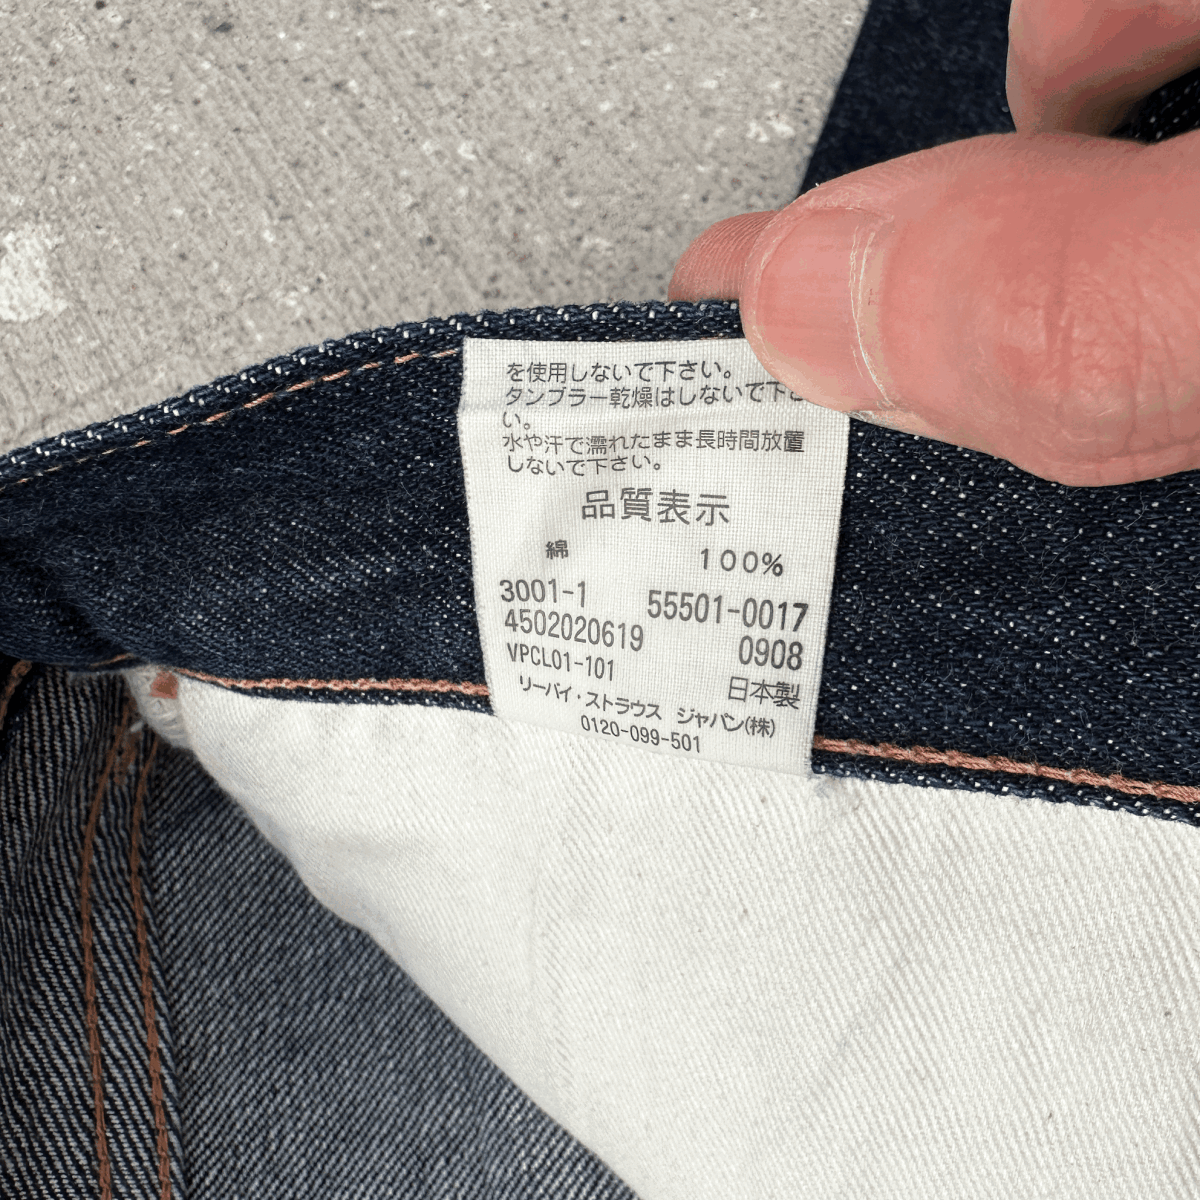 を使用しないで下さい。
タンブラー乾燥はしないで下さ
い。
水や汗で濡れたまま長時間放置
しないで下さい。
品質表示
綿 100%
3001-1 55501-0017
4502020619 0908
VPCL01-101 日本製
リーバイ・ストラウス ジャパン(株)
0120-099-501